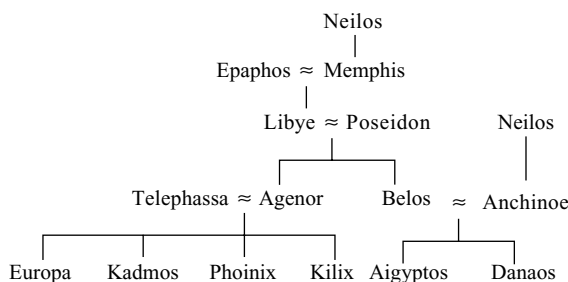 Neilos
Epaphos ≈ Memphis
Libye ≈ Poseidon
Neilos
Telephassa ≈ Agenor
Belos ≈ Anchinoe
Europa Kadmos Phoinix Kilix Aigyptos Danaos